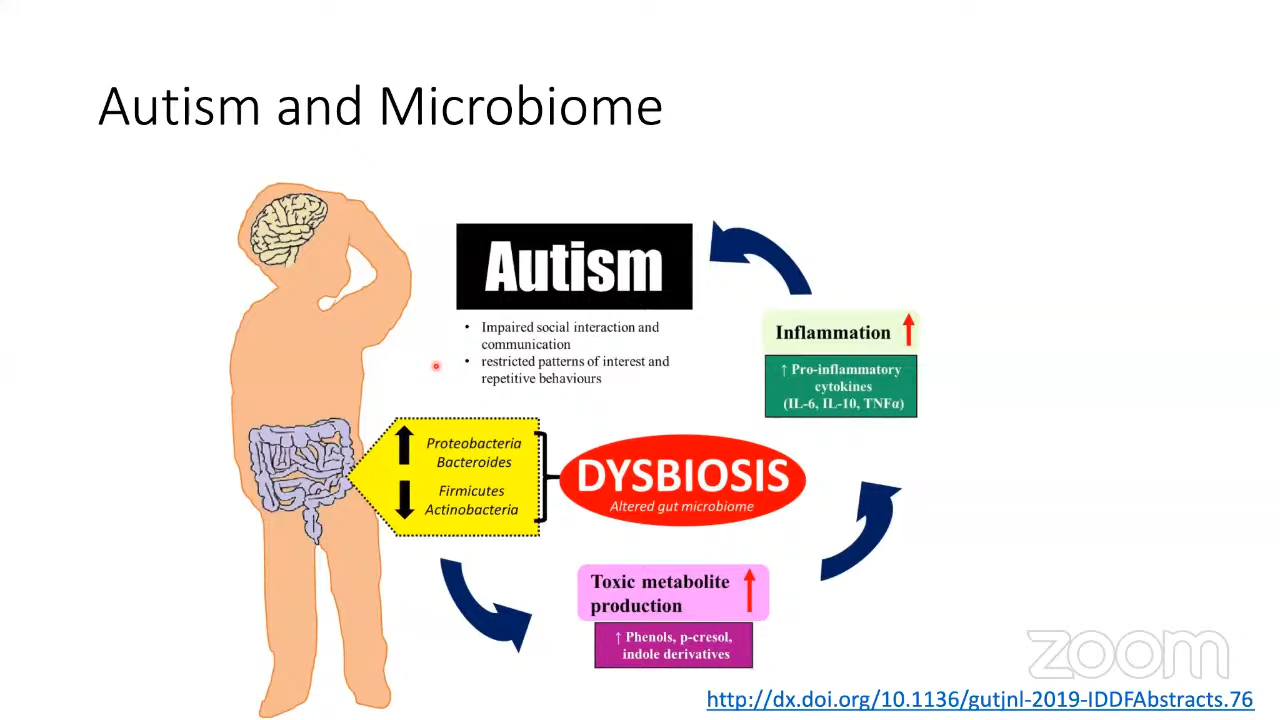 Autism and Microbiome
Autism
• Impaired social interaction and
communication
• restricted patterns of interest and
repetitive behaviours
Inflammation
↑ Pro-inflammatory
cytokines
(IL-6, IL-10, TNFα)
Proteobacteria
Bacteroides
Firmicutes
Actinobacteria
DYSBIOSIS
Altered gut microbiome
Toxic metabolite
production
↑ Phenols, p-cresol,
indole derivatives
zoom
http://dx.doi.org/10.1136/gutjnl-2019-IDDFAbstracts.76